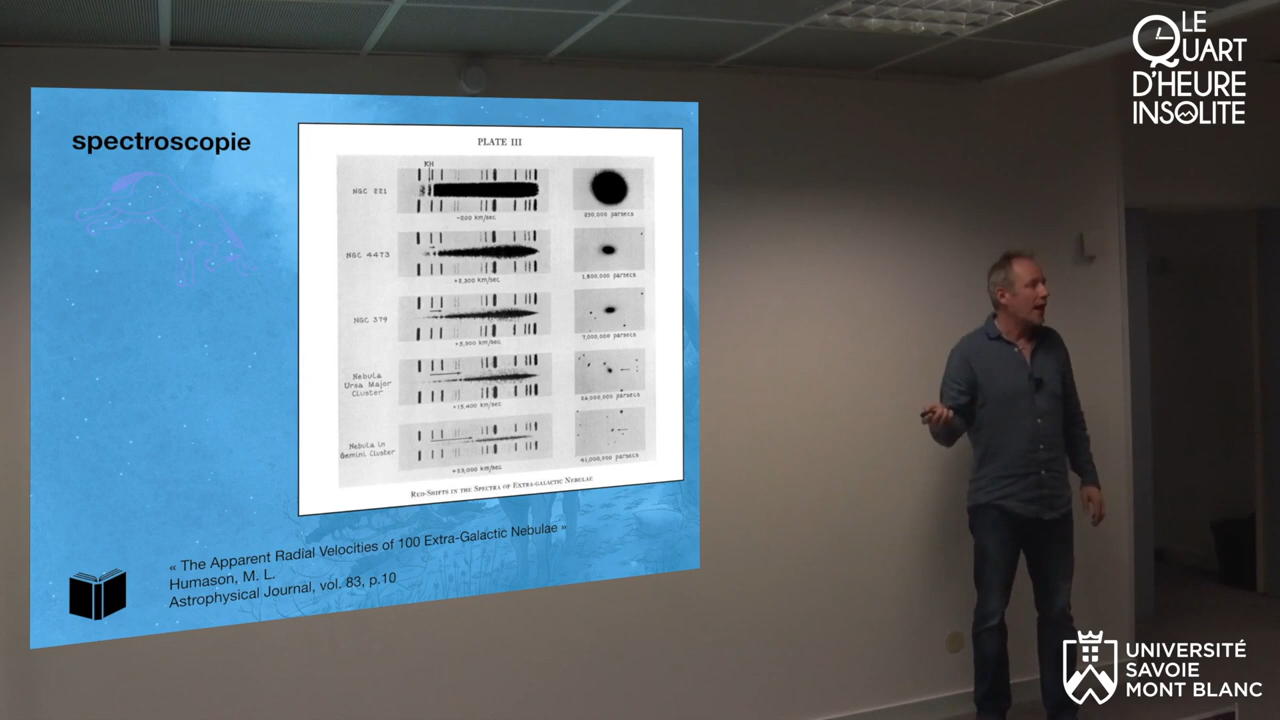 LE
QUART
D'HEURE
INSOLITE
spectroscopie
PLATE III
KH
NGC 221
-200 km/sec
250,000 parsecs
NGC 4473
+2,300 km/sec
1,800,000 parsecs
NGC 379
+5,500 km/sec
7,000,000 parsecs
Nebula
Ursa Major
Cluster
+15,400 km/sec
26,000,000 parsecs
Nebula in
Gemini Cluster
+23,000 km/sec
41,000,000 parsecs
RED-SHIFTS IN THE SPECTRA OF EXTRA-GALACTIC NEBULAE
« The Apparent Radial Velocities of 100 Extra-Galactic Nebulae »
Humason, M. L.
Astrophysical Journal, vol. 83, p.10
UNIVERSITÉ
SAVOIE
MONT BLANC